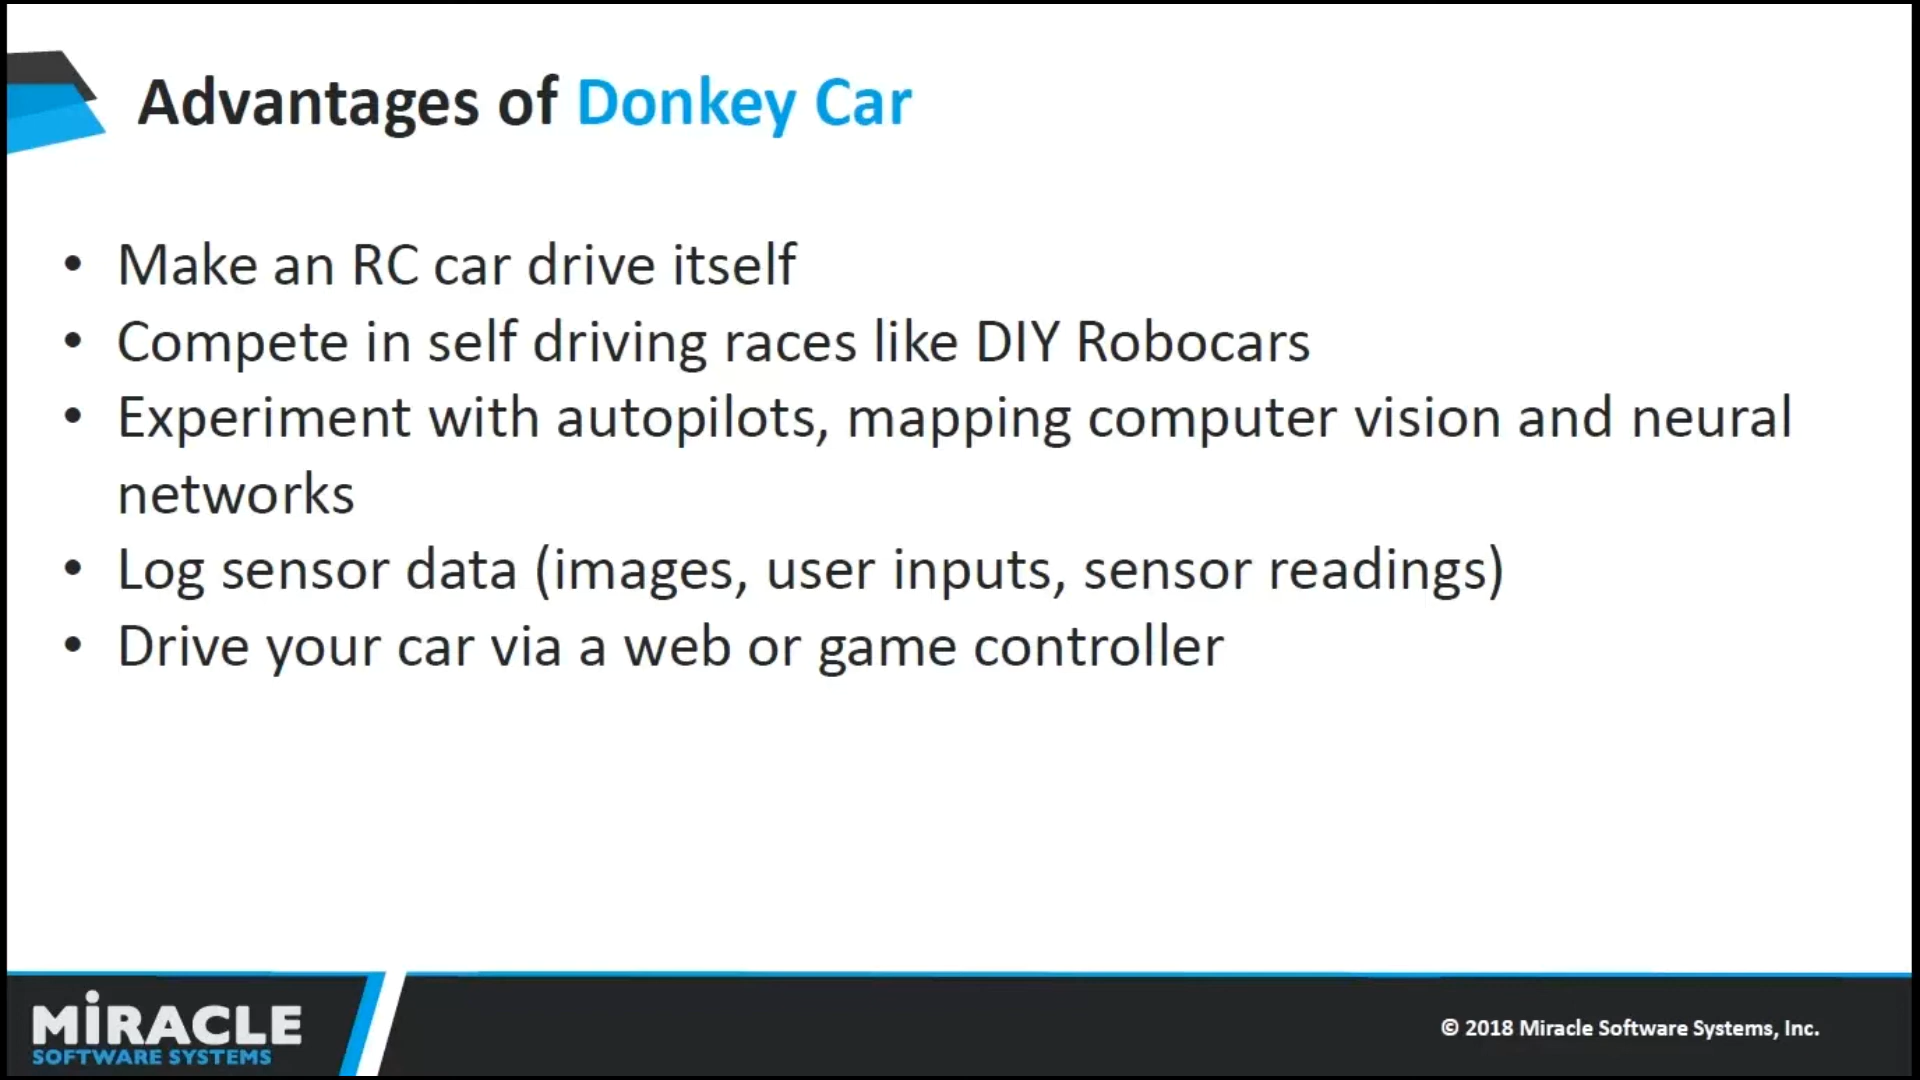 Advantages of Donkey Car
• Make an RC car drive itself
• Compete in self driving races like DIY Robocars
• Experiment with autopilots, mapping computer vision and neural
networks
• Log sensor data (images, user inputs, sensor readings)
• Drive your car via a web or game controller
MiRACLE
SOFTWARE SYSTEMS
© 2018 Miracle Software Systems, Inc.